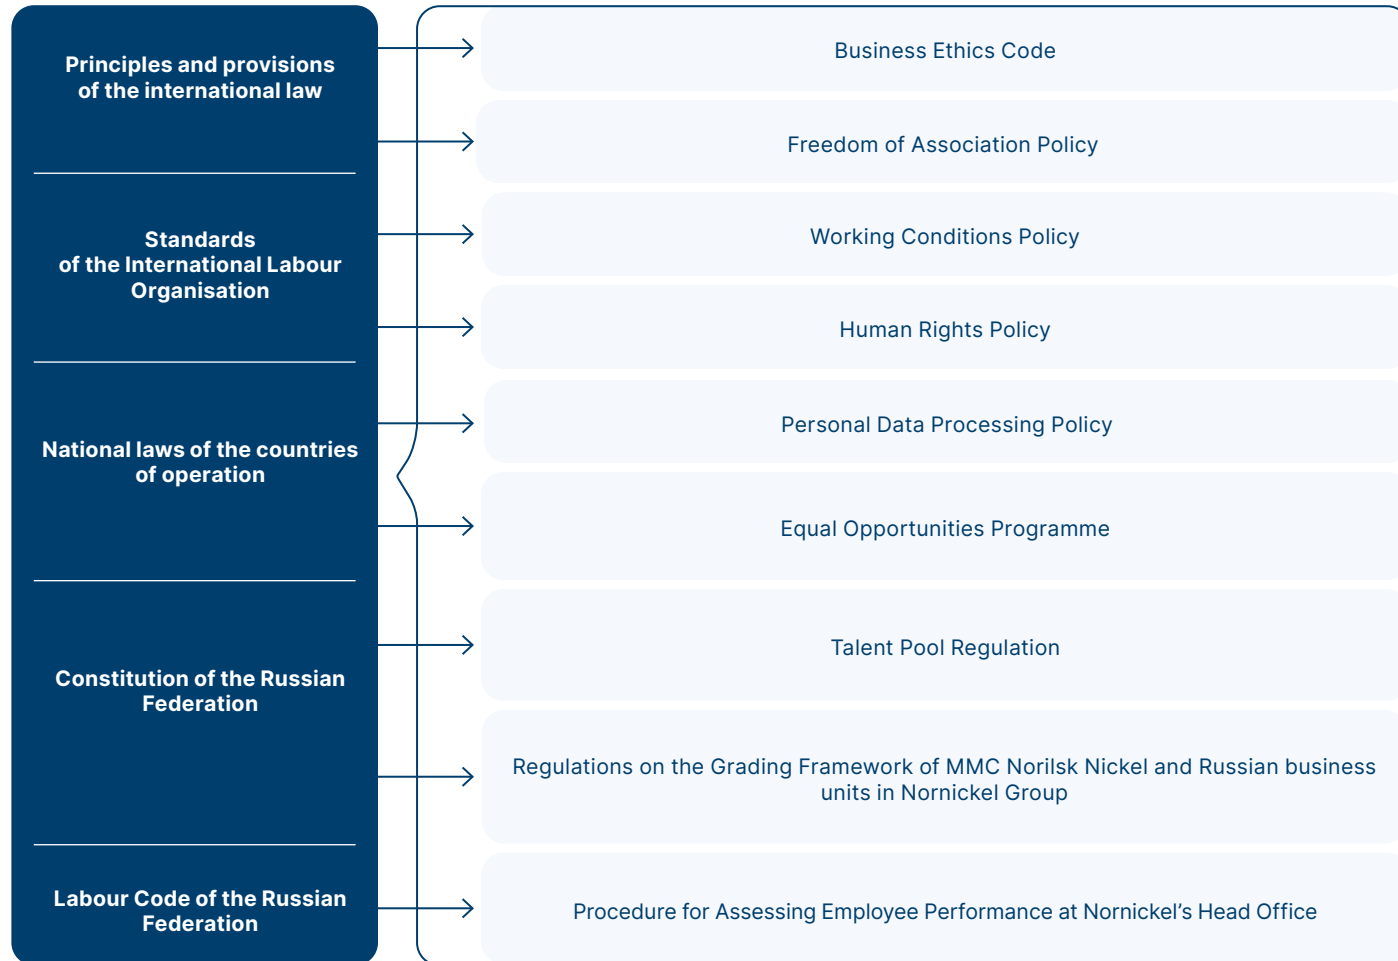 Principles and provisions
of the international law
Standards
of the International Labour
Organisation
National laws of the countries
of operation
Constitution of the Russian
Federation
Labour Code of the Russian
Federation
Business Ethics Code
Freedom of Association Policy
Working Conditions Policy
Human Rights Policy
Personal Data Processing Policy
Equal Opportunities Programme
Talent Pool Regulation
Regulations on the Grading Framework of MMC Norilsk Nickel and Russian business
units in Nornickel Group
Procedure for Assessing Employee Performance at Nornickel’s Head Office